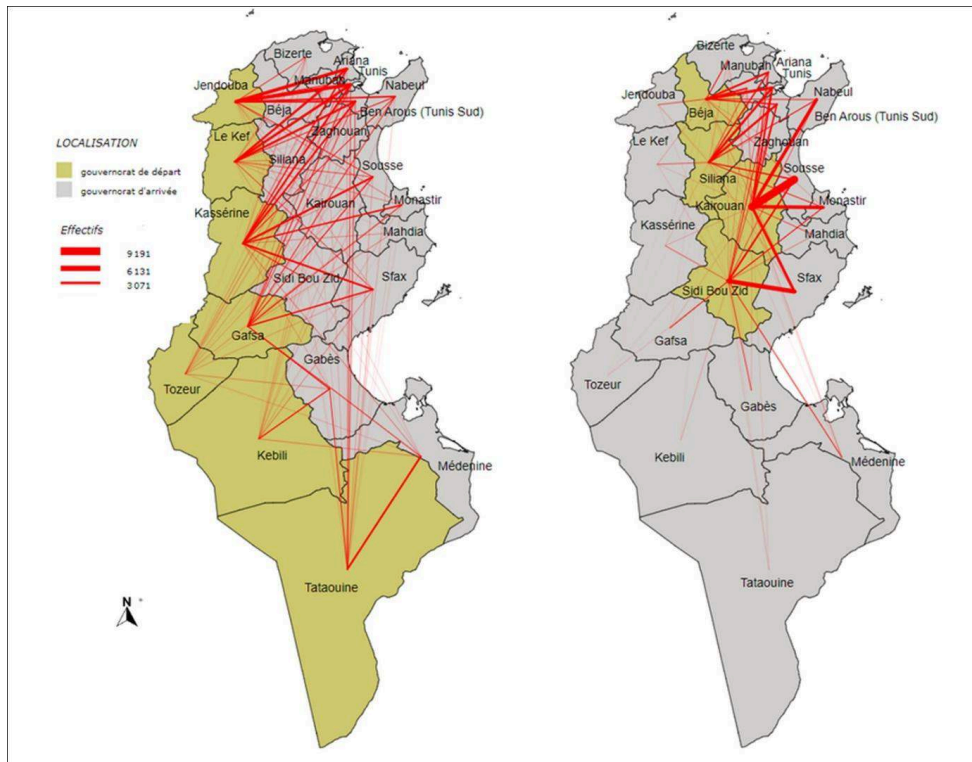 Bizerte
Ariana
Tunis
Manuban
Jendouba
Nabeul
Béja
Ben Arous (Tunis Sud)
Zaghouan
Le Kef
Siliana
Sousse
Kairouan
Monastir
Kassérine
Mahdia
Sidi Bou Zid
Sfax
Gafsa
Gabès
Tozeur
Kebili
Médenine
Tataouine
LOCALISATION
gouvernorat de départ
gouvernorat d'arrivée
Effectifs
9 191
6 131
3 071
N
Bizerte
Manuban
Ariana
Tunis
Jendouba
Nabeul
Béja
Ben Arous (Tunis Sud)
Zaghouan
Le Kef
Siliana
Sousse
Kairouan
Monastir
Kassérine
Mahdia
Sidi Bou Zid
Sfax
Gafsa
Gabès
Kebili
Tozeur
Médenine
Tataouine